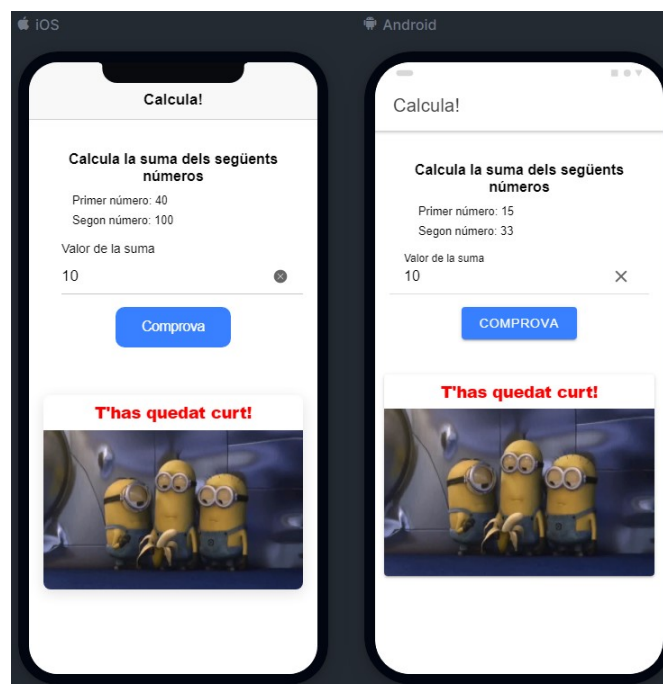 iOS
Calcula!
Calcula la suma dels següents
números
Primer número: 40
Segon número: 100
Valor de la suma
10
Comprova
T'has quedat curt!
Android
Calcula!
Calcula la suma dels següents
números
Primer número: 15
Segon número: 33
Valor de la suma
10
COMPROVA
T'has quedat curt!